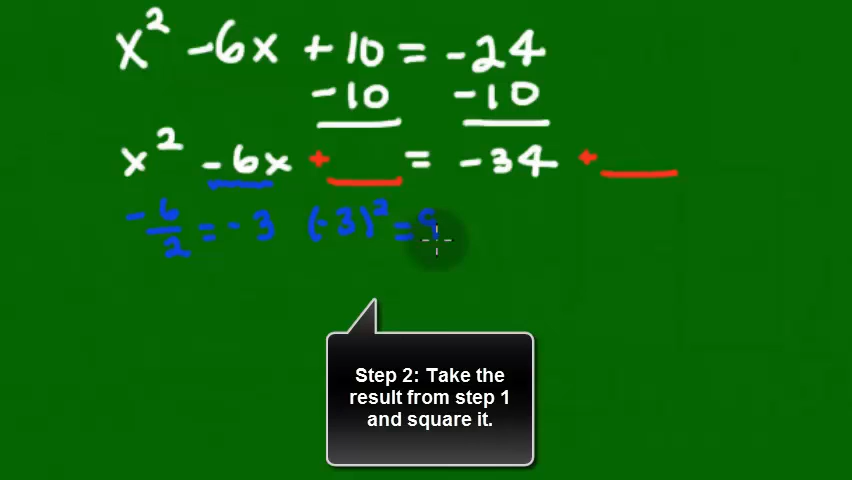 x² -6x + 10 = -24
-10 -10
x² -6x + ___ = -34 + ___
-6/2 = -3 (-3)² = 9
Step 2: Take the
result from step 1
and square it.